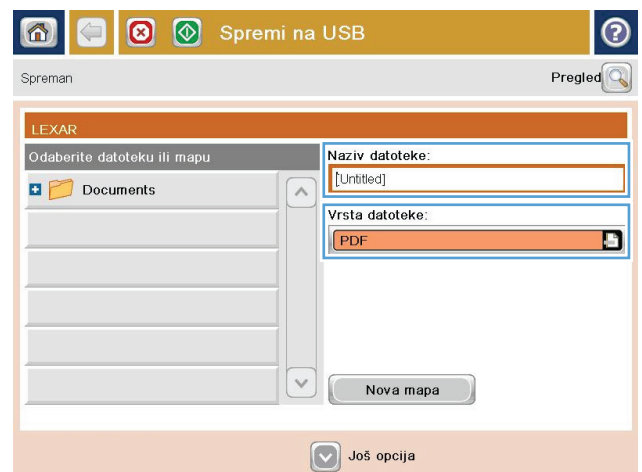 Spremi na USB
?
Spreman
Pregled
LEXAR
Odaberite datoteku ili mapu
Documents
Naziv datoteke:
[Untitled]
Vrsta datoteke:
PDF
Nova mapa
Još opcija